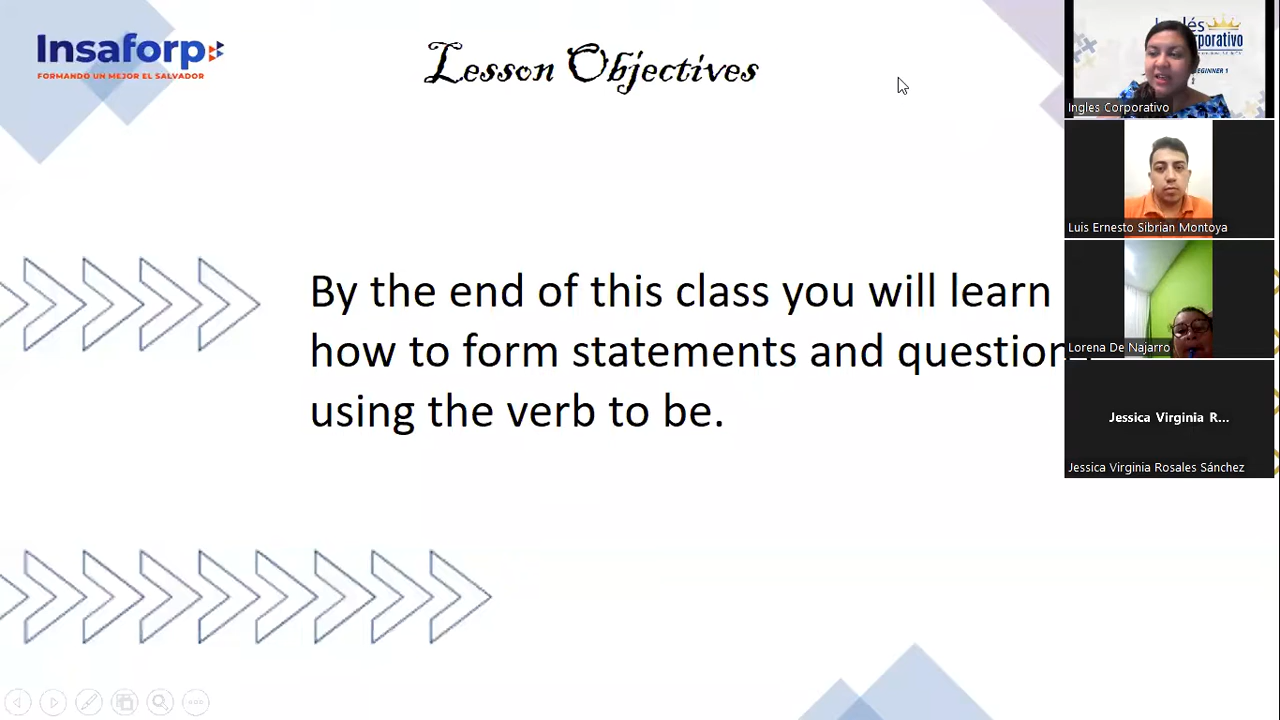 Insaforp
FORMANDO UN MEJOR EL SALVADOR
Lesson Objectives
By the end of this class you will learn
how to form statements and question
using the verb to be.
Inglés
rporativo
BEGINNER 1
Ingles Corporativo
Luis Ernesto Sibrian Montoya
Lorena De Najarro
Jessica Virginia R...
Jessica Virginia Rosales Sánchez